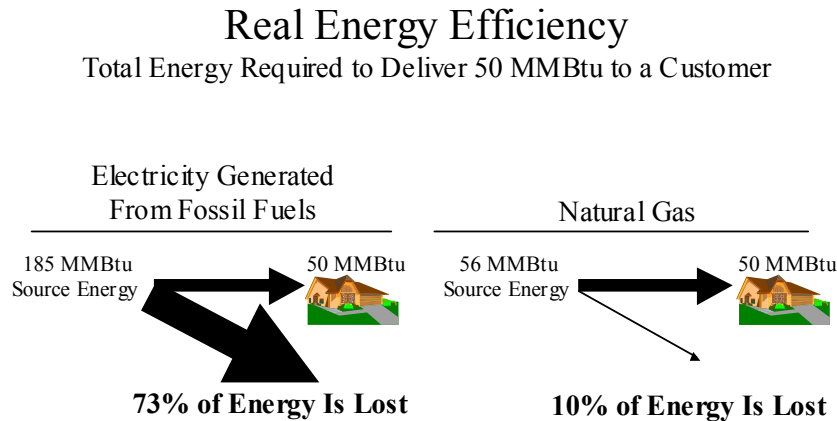 Real Energy Efficiency
Total Energy Required to Deliver 50 MMBtu to a Customer
Electricity Generated
From Fossil Fuels
185 MMBtu
Source Energy
50 MMBtu
73% of Energy Is Lost
Natural Gas
56 MMBtu
Source Energy
50 MMBtu
10% of Energy Is Lost